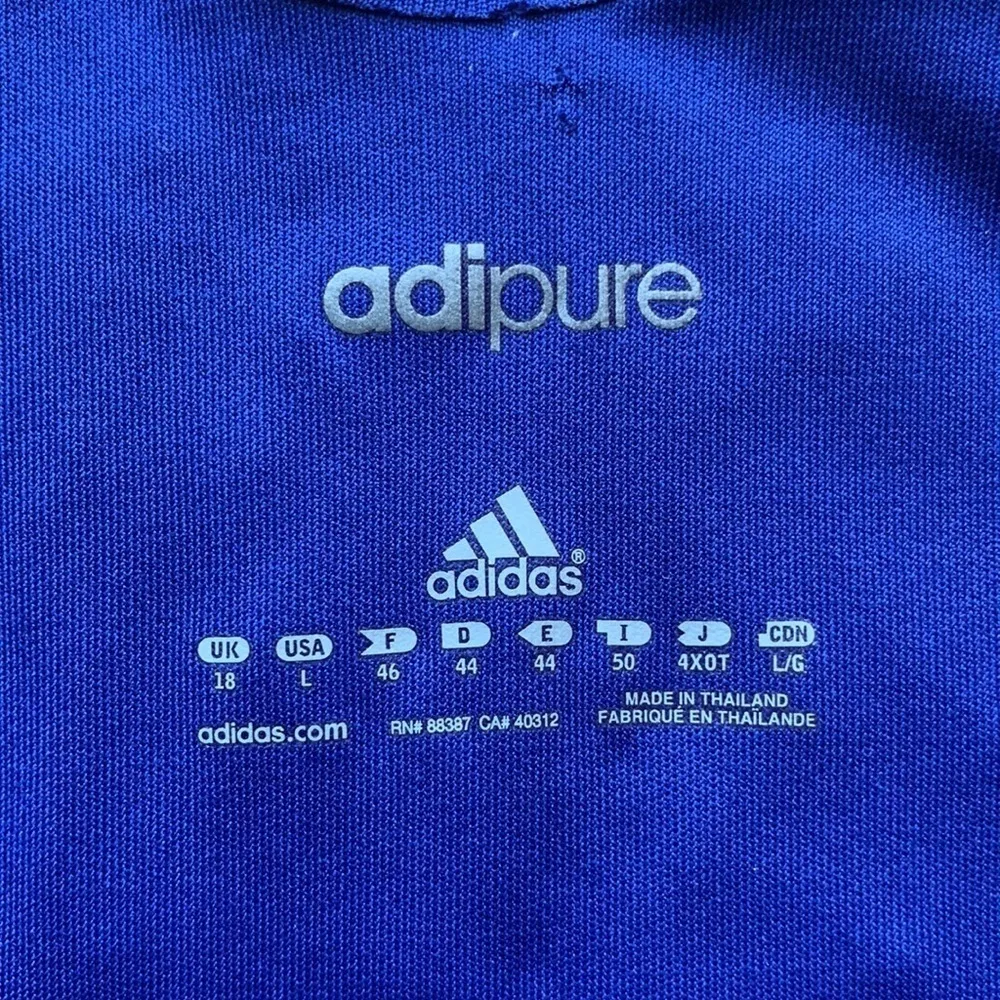 adipure
adidas®
UK USA F D E I J CDN
18 L 46 44 44 50 4XOT L/G
adidas.com RN# 88387 CA# 40312 MADE IN THAILAND
FABRIQUÉ EN THAÏLANDE